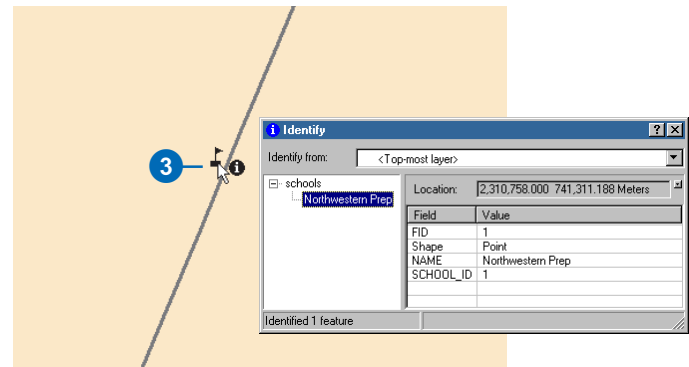 3
Identify
Identify from: <Top-most layer>
schools
Northwestern Prep
Location: 2,310,758.000 741,311.188 Meters
Field Value
FID 1
Shape Point
NAME Northwestern Prep
SCHOOL_ID 1
Identified 1 feature